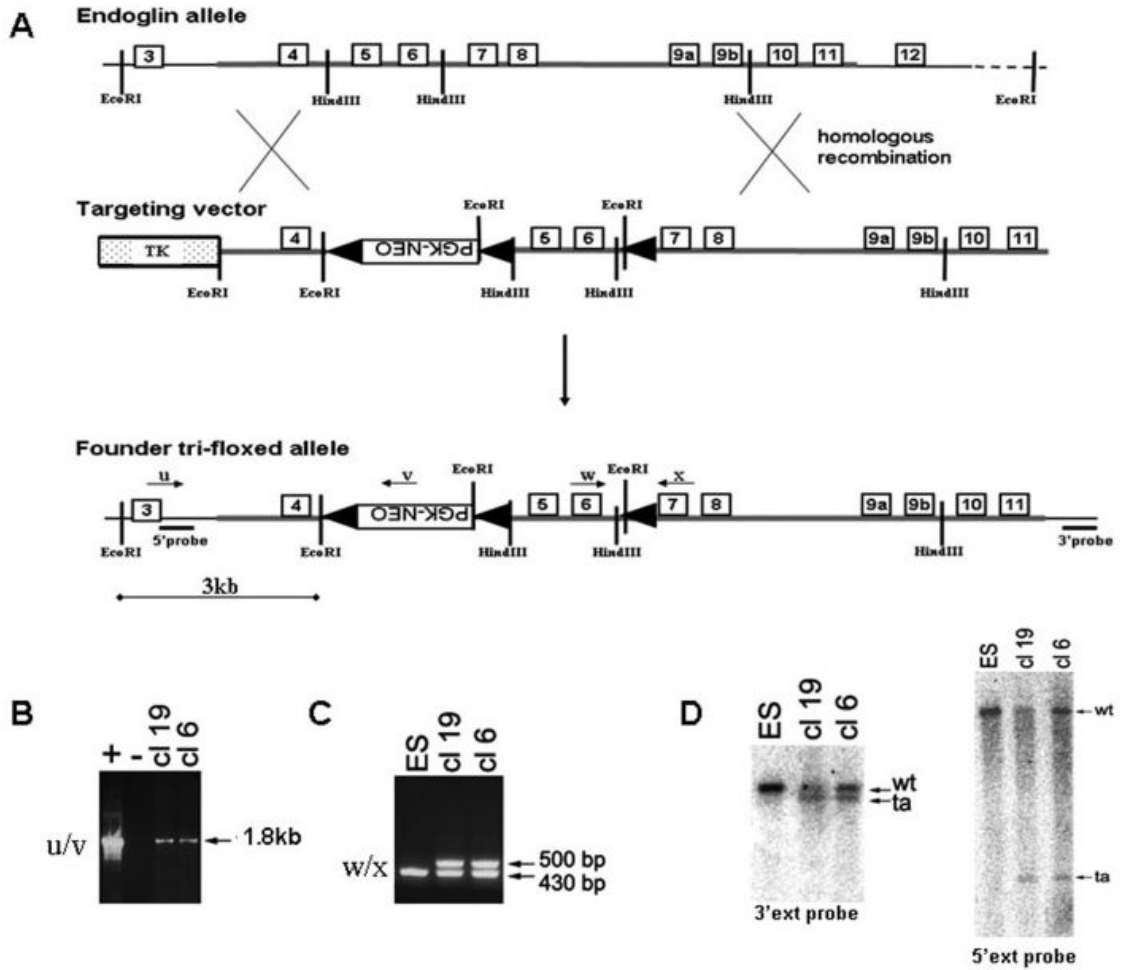 A
Endoglin allele
3 4 5 6 7 8 9a 9b 10 11 12
EcoRI HindIII HindIII HindIII EcoRI
homologous
recombination
Targeting vector
EcoRI EcoRI
TK 4 PGK-NEO 5 6 7 8 9a 9b 10 11
EcoRI EcoRI HindIII HindIII HindIII
Founder tri-floxed allele
u v EcoRI w EcoRI x
3 4 PGK-NEO 5 6 7 8 9a 9b 10 11
5'probe 3'probe
EcoRI EcoRI HindIII HindIII HindIII
3kb
B
+ - cl 19 cl 6
u/v 1.8kb
C
ES cl 19 cl 6
w/x 500 bp
430 bp
D
ES cl 19 cl 6
wt
ta
3'ext probe
ES cl 19 cl 6
wt
ta
5'ext probe